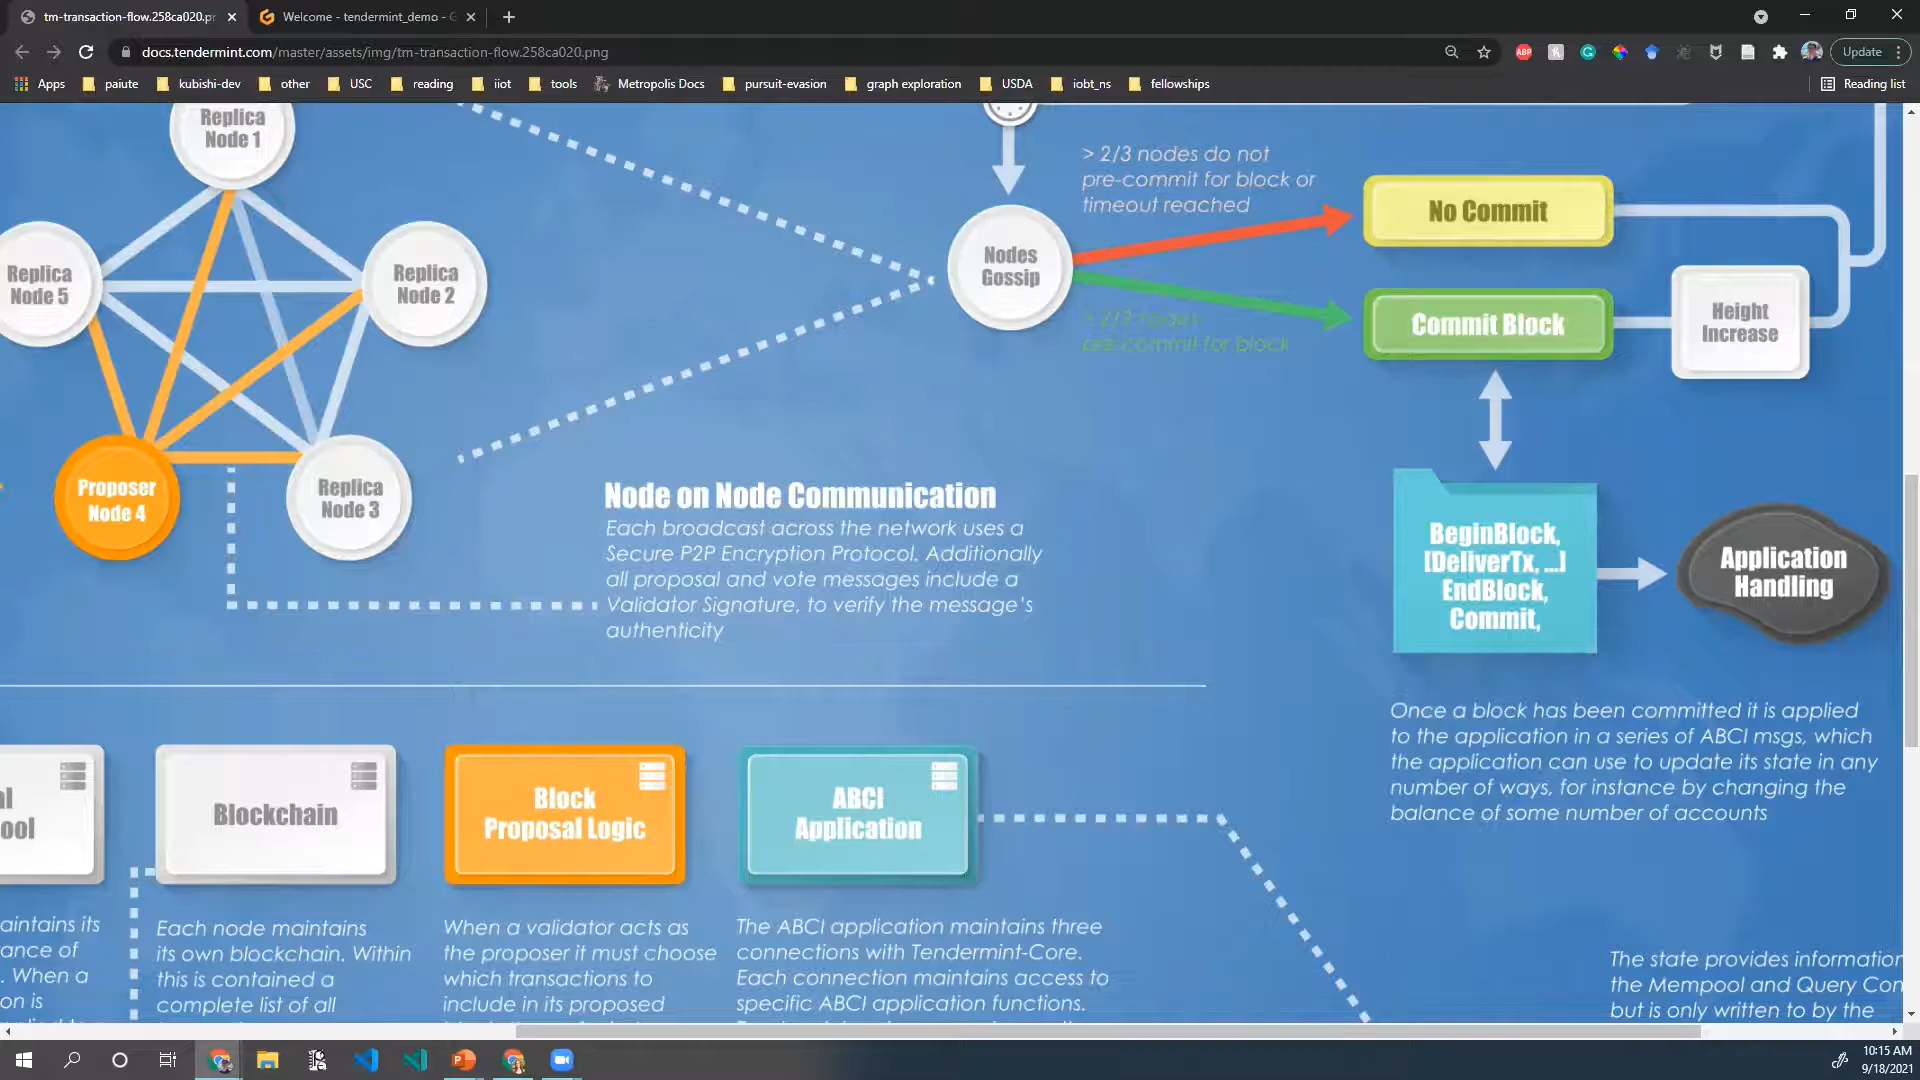 tm-transaction-flow.258ca020.p
Welcome - tendermint_demo - G
docs.tendermint.com/master/assets/img/tm-transaction-flow.258ca020.png
Update
Apps
paiute
kubishi-dev
other
USC
reading
iiot
tools
Metropolis Docs
pursuit-evasion
graph exploration
USDA
iobt_ns
fellowships
Reading list
ABP
Replica
Node 1
Replica
Node 5
Replica
Node 2
Proposer
Node 4
Replica
Node 3
Nodes
Gossip
> 2/3 nodes do not
pre-commit for block or
timeout reached
> 2/3 nodes
pre-commit for block
No Commit
Commit Block
Height
Increase
Node on Node Communication
Each broadcast across the network uses a
Secure P2P Encryption Protocol. Additionally
all proposal and vote messages include a
Validator Signature, to verify the message's
authenticity
BeginBlock,
[DeliverTx, ...]
EndBlock,
Commit,
Application
Handling
Once a block has been committed it is applied
to the application in a series of ABCI msgs, which
the application can use to update its state in any
number of ways, for instance by changing the
balance of some number of accounts
al
ool
Blockchain
Block
Proposal Logic
ABCI
Application
aintains its
ance of
. When a
on is
Each node maintains
its own blockchain. Within
this is contained a
complete list of all
When a validator acts as
the proposer it must choose
which transactions to
include in its proposed
The ABCI application maintains three
connections with Tendermint-Core.
Each connection maintains access to
specific ABCI application functions.
The state provides information
the Mempool and Query Con
but is only written to by the
10:15 AM
9/18/2021